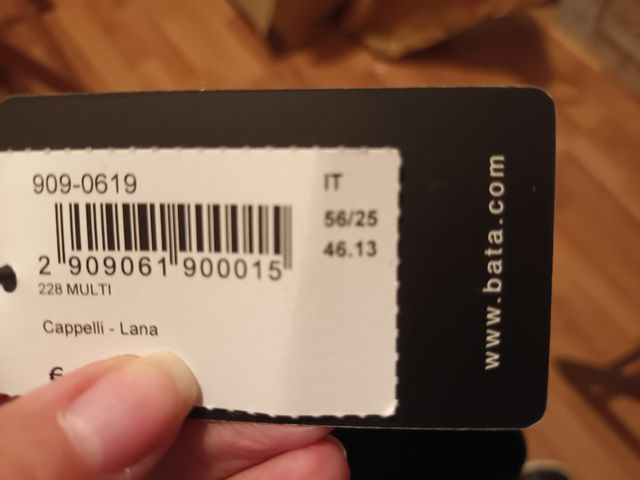 909-0619
IT
56/25
46.13
2 909061 900015
228 MULTI
Cappelli - Lana
€
www.bata.com